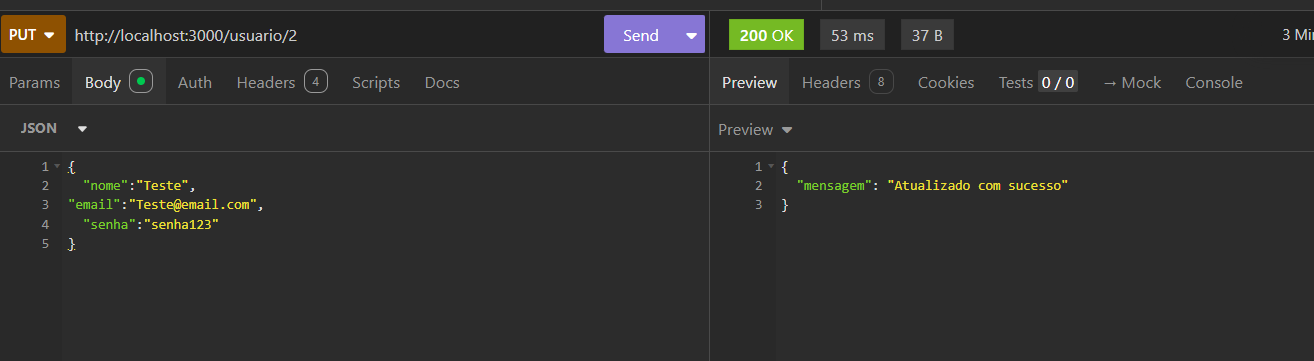 PUT http://localhost:3000/usuario/2 Send
200 OK 53 ms 37 B 3 Min
Params Body Auth Headers 4 Scripts Docs
Preview Headers 8 Cookies Tests 0 / 0 → Mock Console
JSON
Preview
1 {
2 "nome":"Teste",
3 "email":"Teste@email.com",
4 "senha":"senha123"
5 }
1 {
2 "mensagem": "Atualizado com sucesso"
3 }